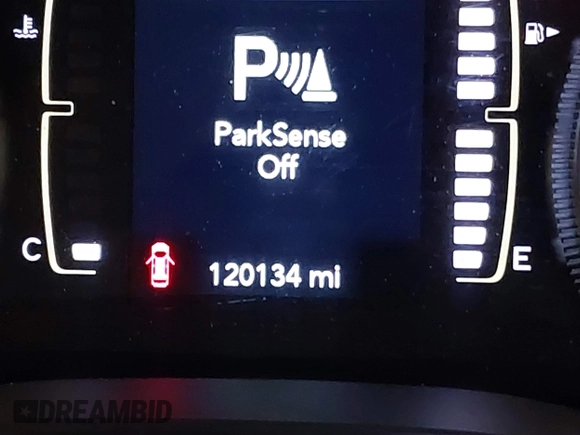 P
ParkSense
Off
C
E
120134 mi
DREAMBID